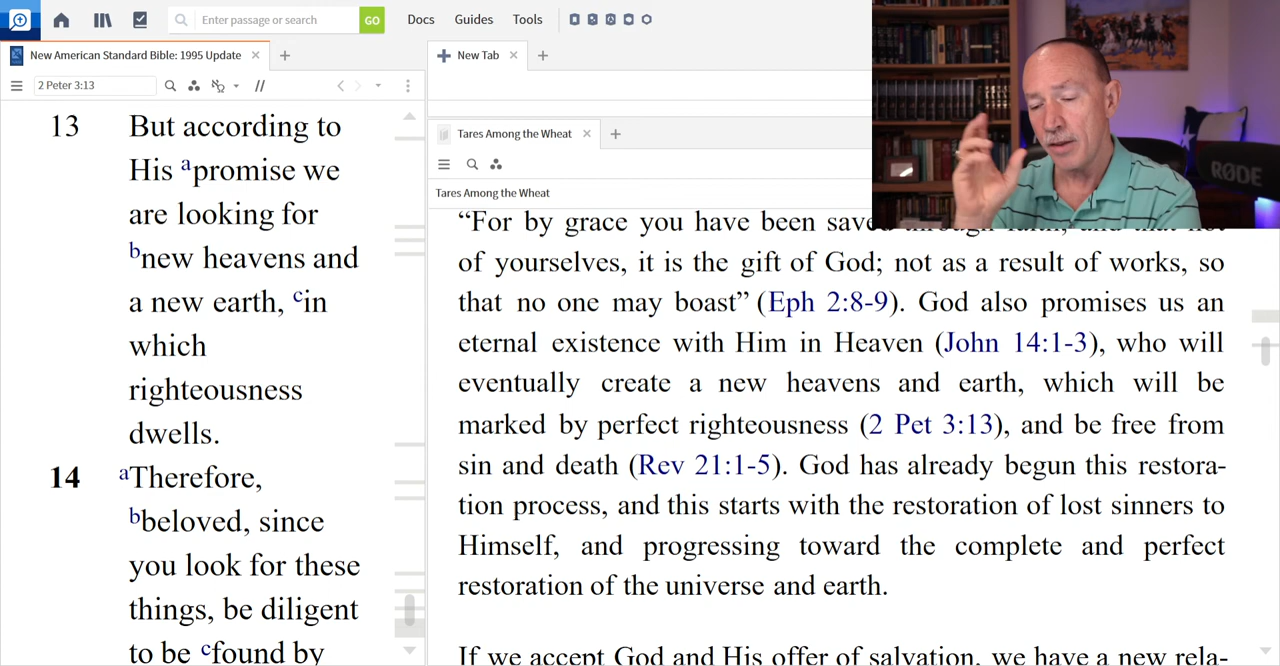 Enter passage or search
GO
Docs
Guides
Tools
New American Standard Bible: 1995 Update
New Tab
2 Peter 3:13
13 But according to
His apromise we
are looking for
bnew heavens and
a new earth, cin
which
righteousness
dwells.
14 aTherefore,
bbeloved, since
you look for these
things, be diligent
to be cfound by
Tares Among the Wheat
Tares Among the Wheat
“For by grace you have been saved through faith; and that not
of yourselves, it is the gift of God; not as a result of works, so
that no one may boast” (Eph 2:8-9). God also promises us an
eternal existence with Him in Heaven (John 14:1-3), who will
eventually create a new heavens and earth, which will be
marked by perfect righteousness (2 Pet 3:13), and be free from
sin and death (Rev 21:1-5). God has already begun this restora-
tion process, and this starts with the restoration of lost sinners to
Himself, and progressing toward the complete and perfect
restoration of the universe and earth.
If we accept God and His offer of salvation, we have a new rela-
RØDE